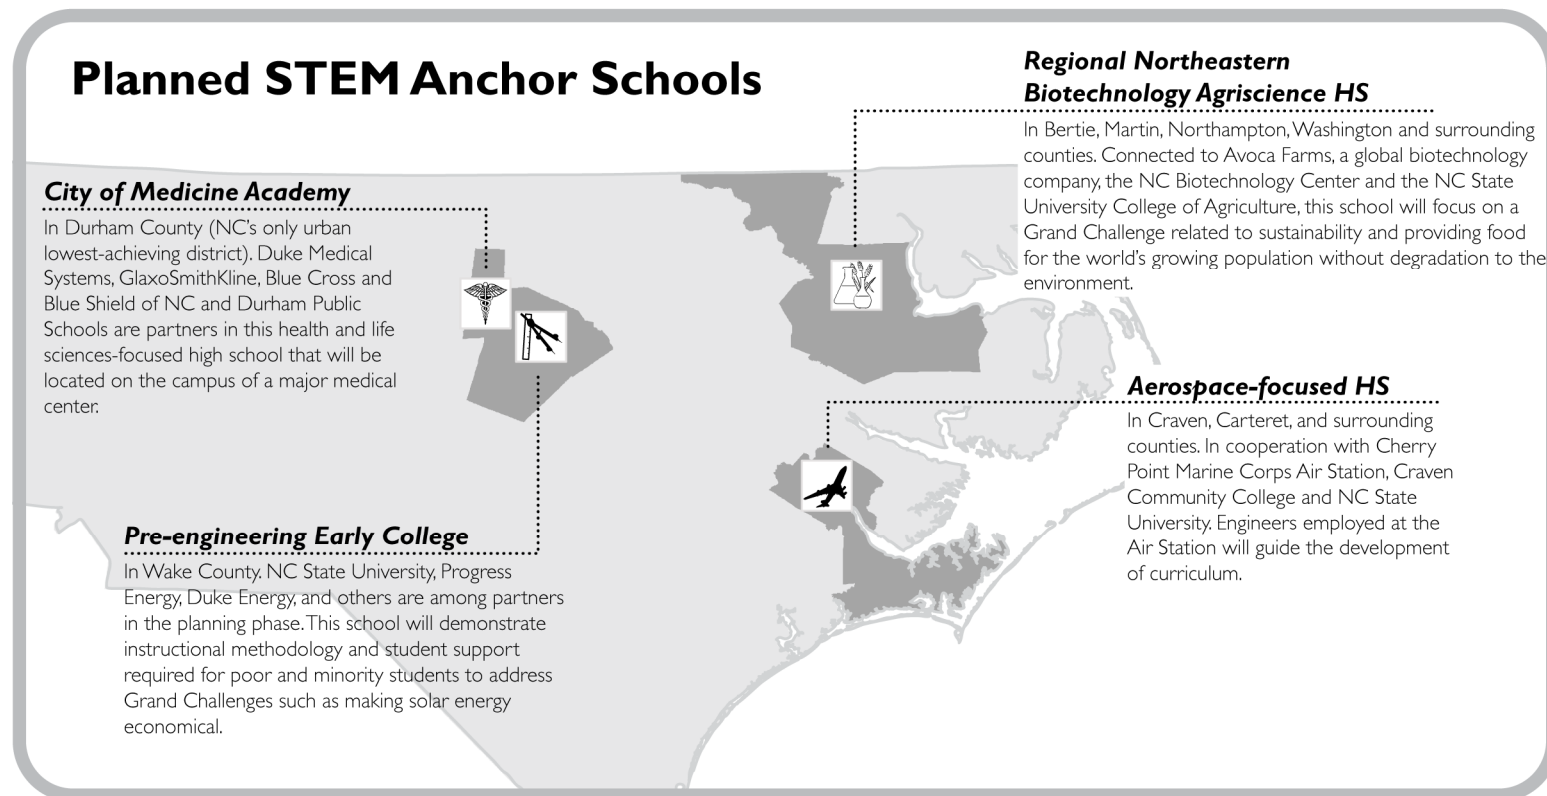 Planned STEM Anchor Schools
City of Medicine Academy
In Durham County (NC's only urban
lowest-achieving district). Duke Medical
Systems, GlaxoSmithKline, Blue Cross and
Blue Shield of NC and Durham Public
Schools are partners in this health and life
sciences-focused high school that will be
located on the campus of a major medical
center.
Pre-engineering Early College
In Wake County. NC State University, Progress
Energy, Duke Energy, and others are among partners
in the planning phase. This school will demonstrate
instructional methodology and student support
required for poor and minority students to address
Grand Challenges such as making solar energy
economical.
Regional Northeastern
Biotechnology Agriscience HS
In Bertie, Martin, Northampton, Washington and surrounding
counties. Connected to Avoca Farms, a global biotechnology
company, the NC Biotechnology Center and the NC State
University College of Agriculture, this school will focus on a
Grand Challenge related to sustainability and providing food
for the world's growing population without degradation to the
environment.
Aerospace-focused HS
In Craven, Carteret, and surrounding
counties. In cooperation with Cherry
Point Marine Corps Air Station, Craven
Community College and NC State
University. Engineers employed at the
Air Station will guide the development
of curriculum.